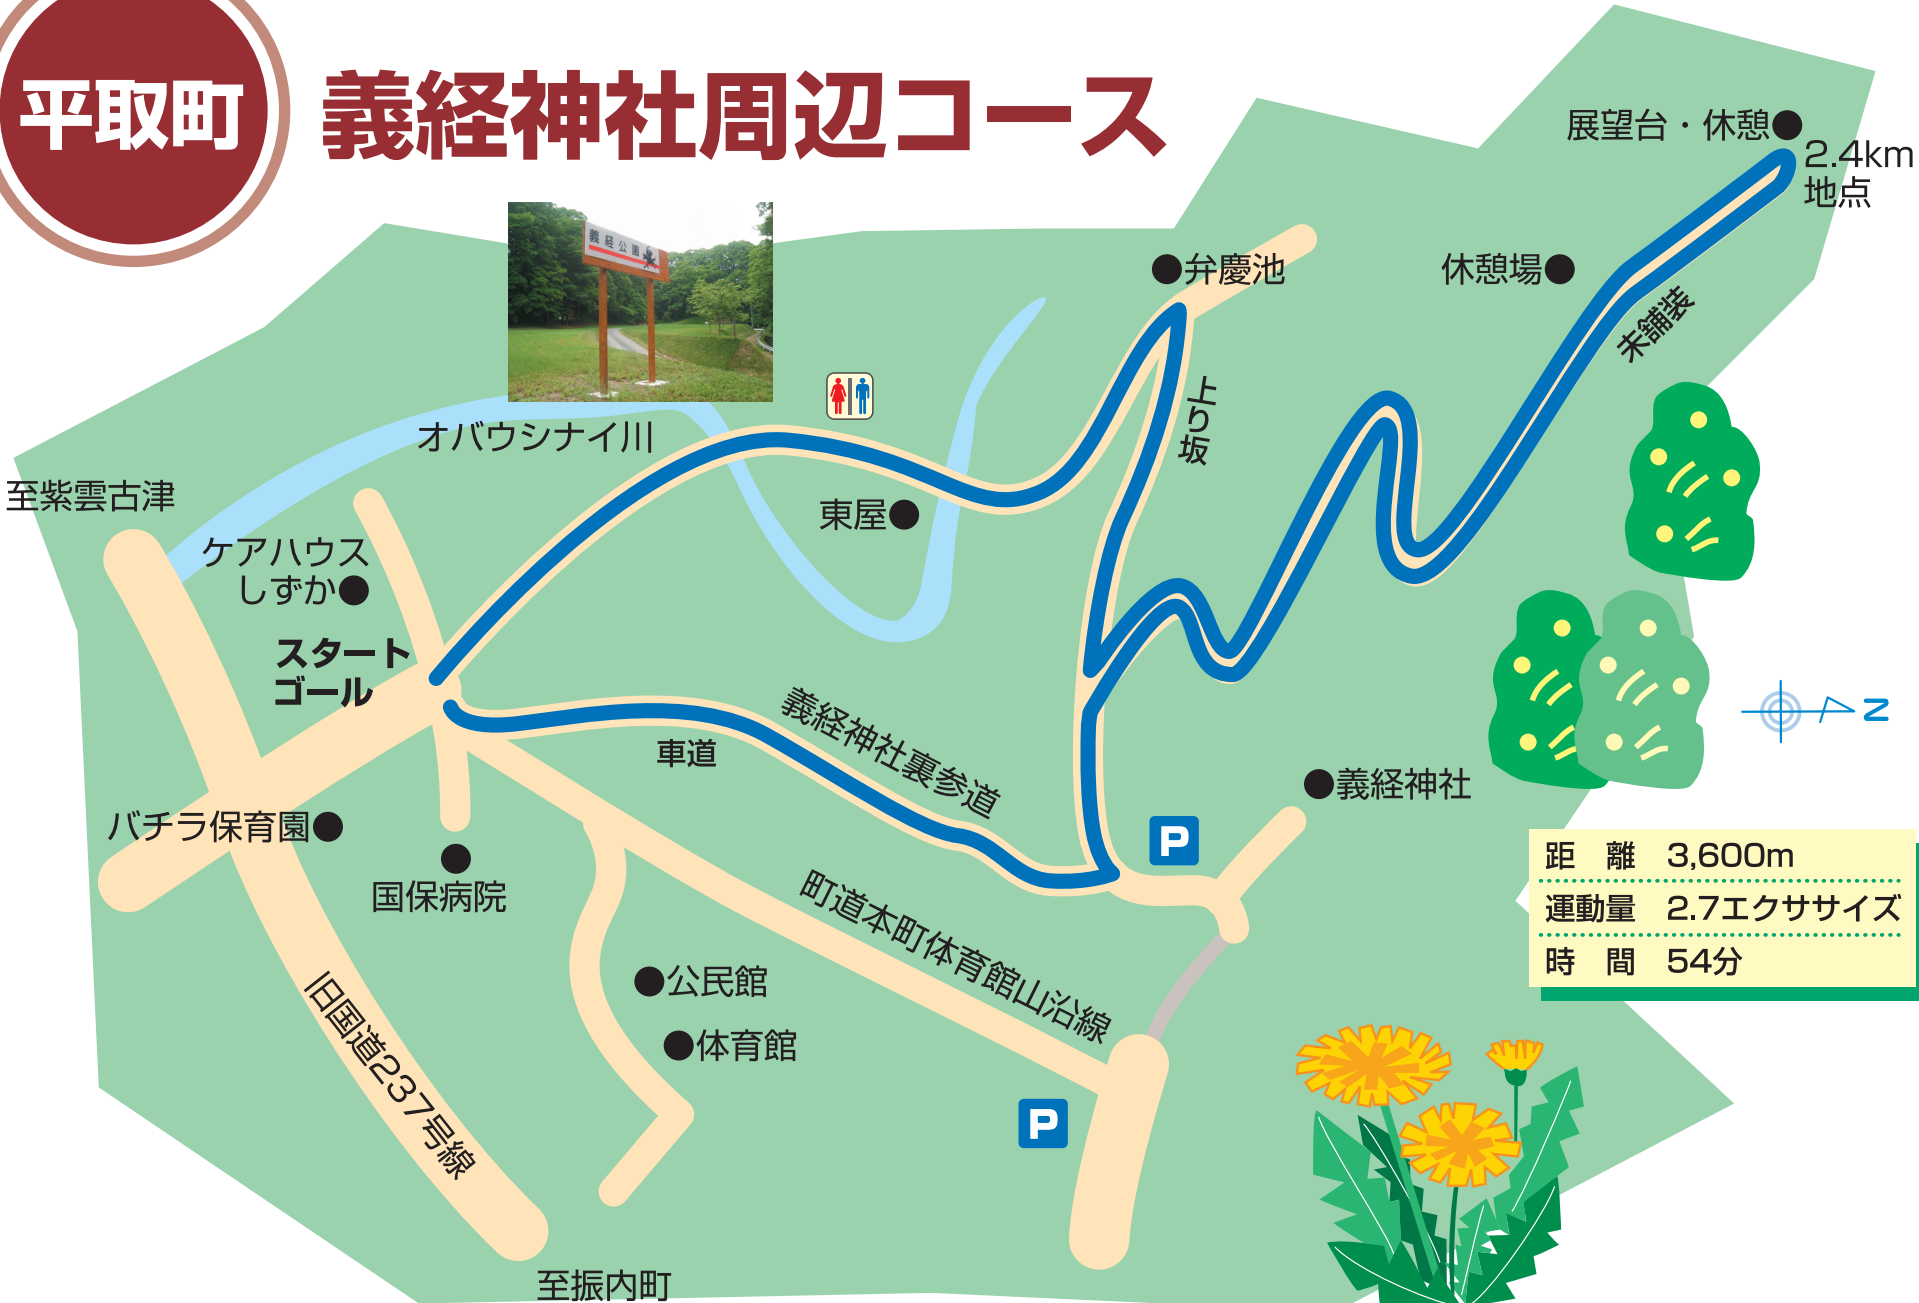 平取町
義経神社周辺コース
展望台・休憩
2.4km
地点
弁慶池
休憩場
未舗装
義経公園
上り坂
オバウシナイ川
至紫雲古津
東屋
ケアハウス
しずか
スタート
ゴール
義経神社裏参道
車道
N
義経神社
P
バチラ保育園
国保病院
距離 3,600m
運動量 2.7エクササイズ
時間 54分
町道本町体育館山沿線
公民館
旧国道237号線
体育館
P
至振内町